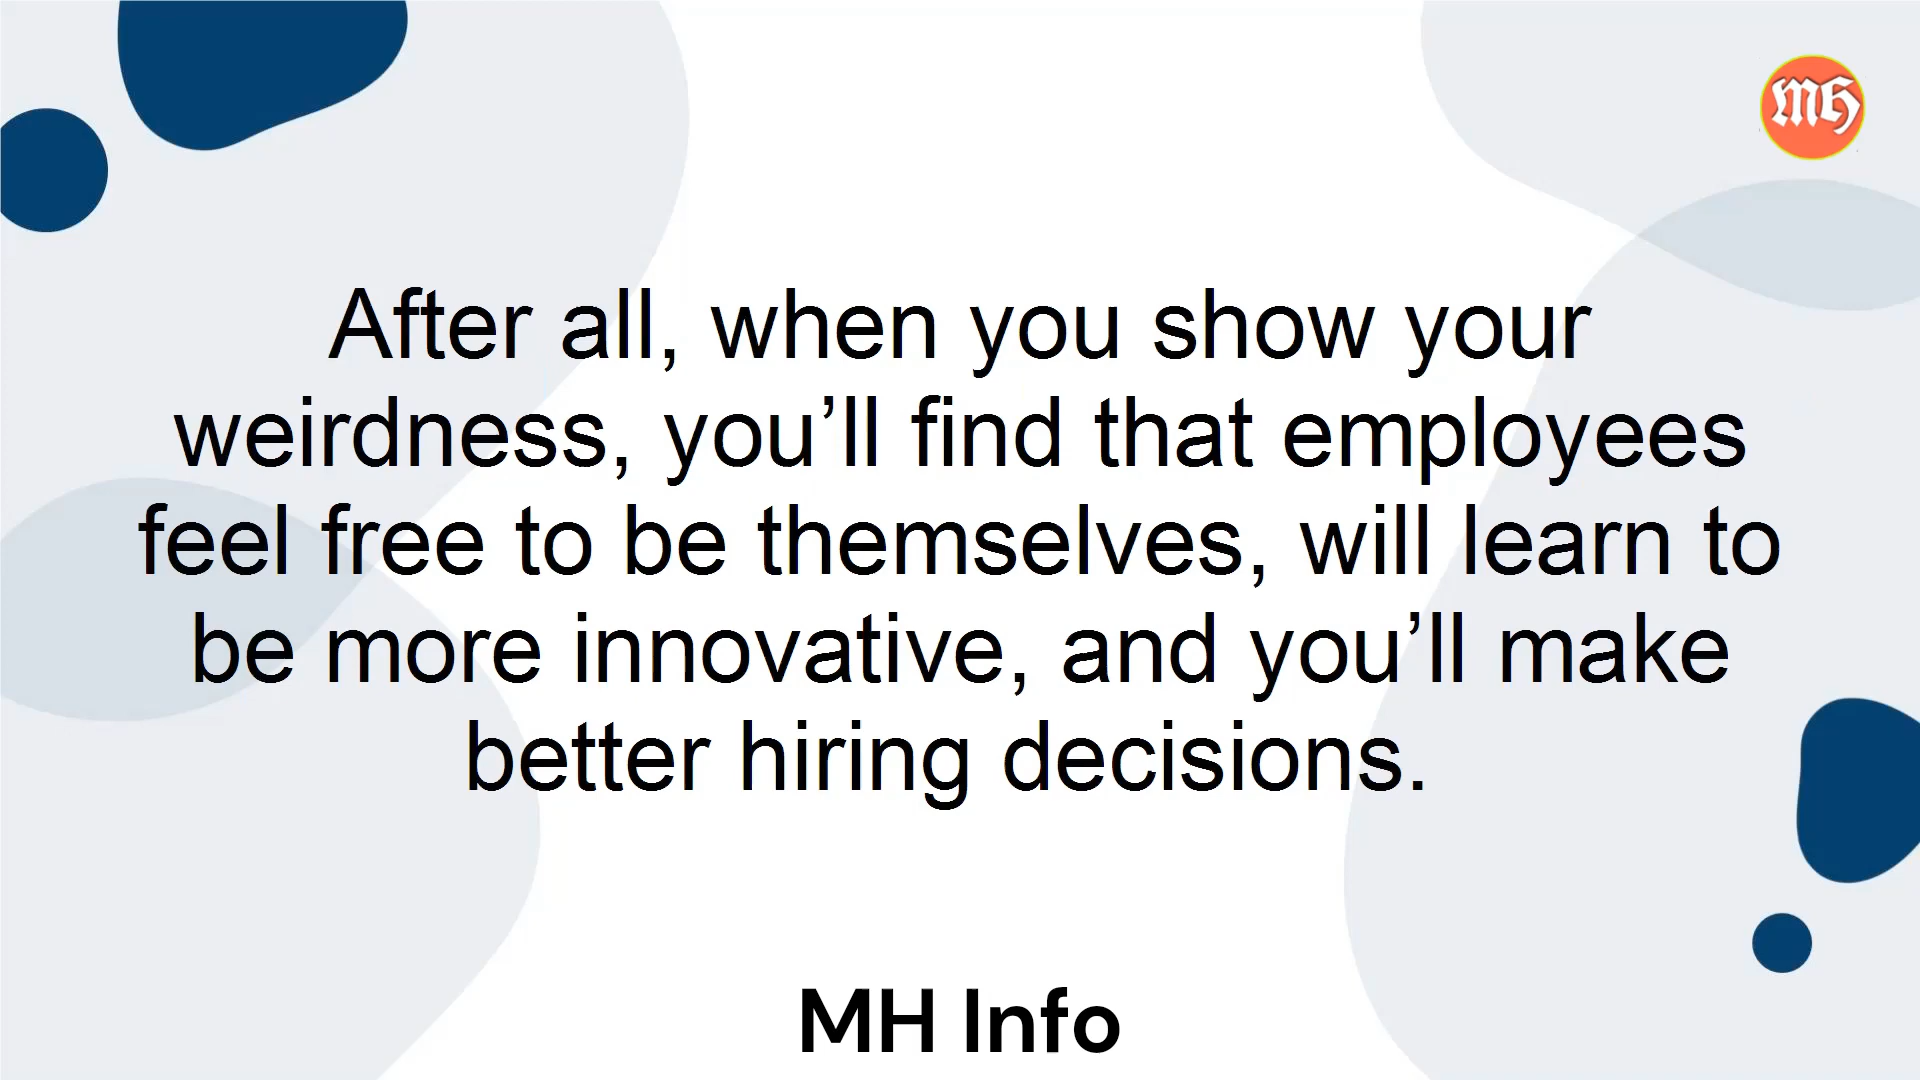 MH
After all, when you show your
weirdness, you’ll find that employees
feel free to be themselves, will learn to
be more innovative, and you’ll make
better hiring decisions.
MH Info